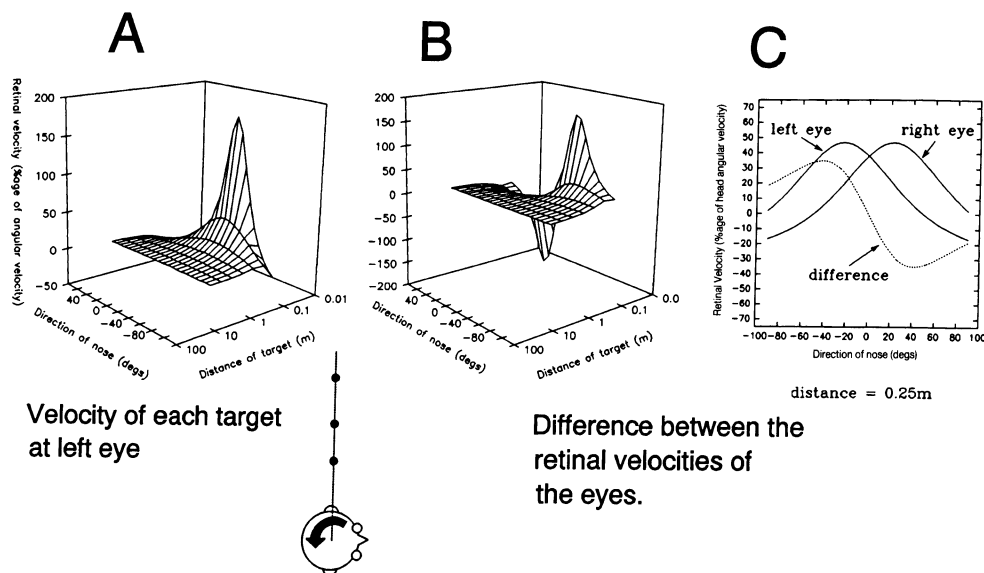 A
B
C
Retinal velocity (%age of angular velocity)
200
150
100
50
0
-50
40
0
-40
-80
Direction of nose (degs)
100
10
1
0.1
0.01
Distance of target (m)
200
150
100
50
0
-50
-100
-150
-200
40
0
-40
-80
Direction of nose (degs)
100
10
1
0.1
0.0
Distance of target (m)
Retinal Velocity (%age of head angular velocity)
70
60
50
40
30
20
10
0
-10
-20
-30
-40
-50
-60
-70
left eye
right eye
difference
-100 -80 -60 -40 -20 0 20 40 60 80 100
Direction of nose (degs)
distance = 0.25m
Velocity of each target
at left eye
Difference between the
retinal velocities of
the eyes.